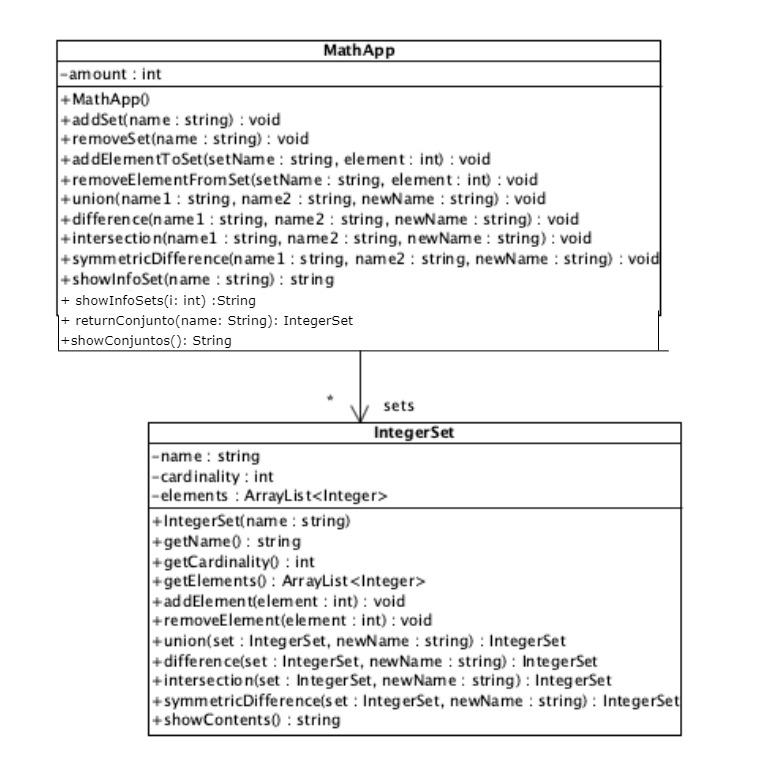 MathApp
-amount : int
+MathApp()
+addSet(name : string) : void
+removeSet(name : string) : void
+addElementToSet(setName : string, element : int) : void
+removeElementFromSet(setName : string, element : int) : void
+union(name1 : string, name2 : string, newName : string) : void
+difference(name1 : string, name2 : string, newName : string) : void
+intersection(name1 : string, name2 : string, newName : string) : void
+symmetricDifference(name1 : string, name2 : string, newName : string) : void
+showInfoSet(name : string) : string
+ showInfoSets(i: int) :String
+ returnConjunto(name: String): IntegerSet
+showConjuntos(): String
* sets
IntegerSet
-name : string
-cardinality : int
-elements : ArrayList<Integer>
+IntegerSet(name : string)
+getName() : string
+getCardinality() : int
+getElements() : ArrayList<Integer>
+addElement(element : int) : void
+removeElement(element : int) : void
+union(set : IntegerSet, newName : string) : IntegerSet
+difference(set : IntegerSet, newName : string) : IntegerSet
+intersection(set : IntegerSet, newName : string) : IntegerSet
+symmetricDifference(set : IntegerSet, newName : string) : IntegerSet
+showContents() : string